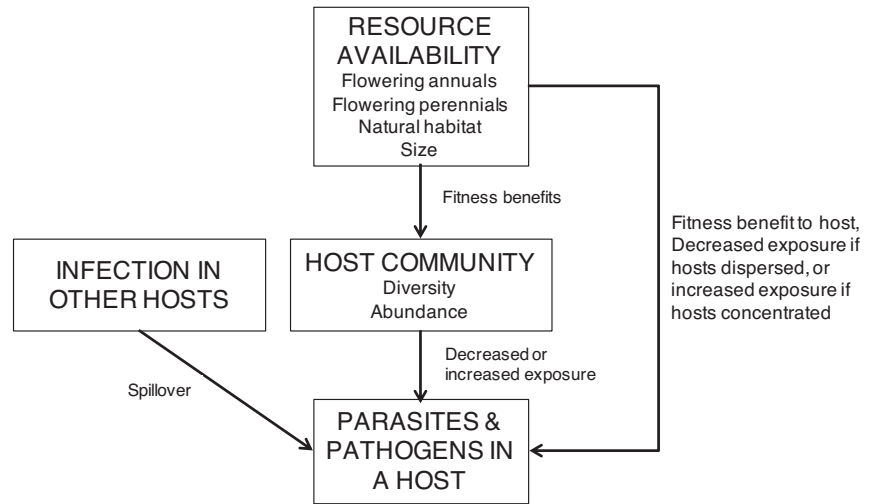 RESOURCE
AVAILABILITY
Flowering annuals
Flowering perennials
Natural habitat
Size
Fitness benefits
Fitness benefit to host,
Decreased exposure if
hosts dispersed, or
increased exposure if
hosts concentrated
INFECTION IN
OTHER HOSTS
HOST COMMUNITY
Diversity
Abundance
Decreased or
increased exposure
Spillover
PARASITES &
PATHOGENS IN
A HOST